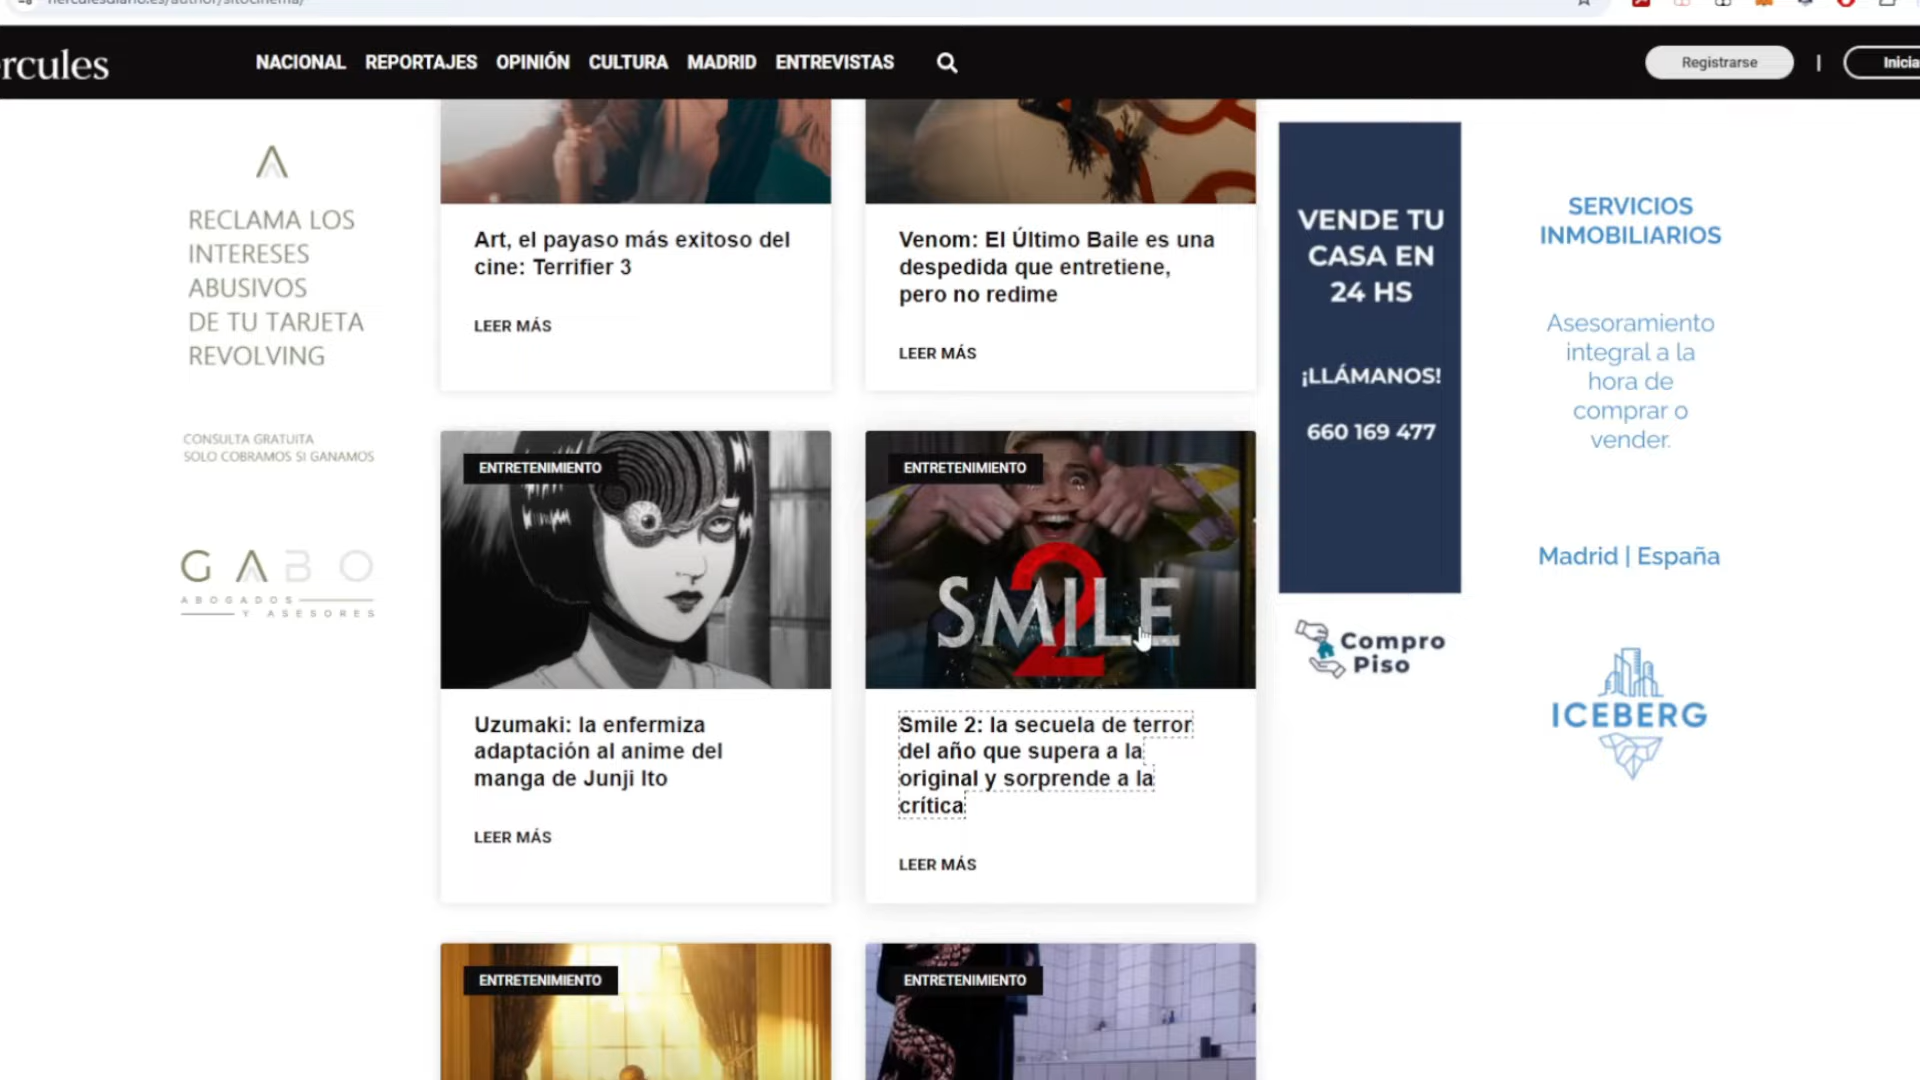 herculesdiario.es/author/sitocinema/
rcules
NACIONAL REPORTAJES OPINIÓN CULTURA MADRID ENTREVISTAS
Registrarse | Inicia
RECLAMA LOS
INTERESES
ABUSIVOS
DE TU TARJETA
REVOLVING
CONSULTA GRATUITA
SOLO COBRAMOS SI GANAMOS
GABO
ABOGADOS
Y ASESORES
Art, el payaso más exitoso del
cine: Terrifier 3
LEER MÁS
Venom: El Último Baile es una
despedida que entretiene,
pero no redime
LEER MÁS
ENTRETENIMIENTO
Uzumaki: la enfermiza
adaptación al anime del
manga de Junji Ito
LEER MÁS
ENTRETENIMIENTO
SMILE
2
Smile 2: la secuela de terror
del año que supera a la
original y sorprende a la
crítica
LEER MÁS
ENTRETENIMIENTO
ENTRETENIMIENTO
VENDE TU
CASA EN
24 HS
¡LLÁMANOS!
660 169 477
Compro
Piso
SERVICIOS
INMOBILIARIOS
Asesoramiento
integral a la
hora de
comprar o
vender.
Madrid | España
ICEBERG